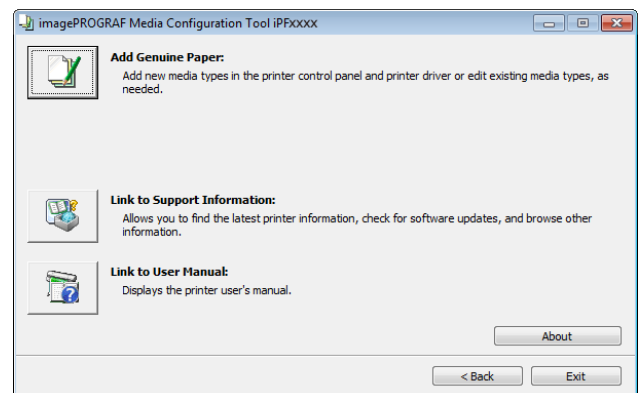 imagePROGRAF Media Configuration Tool iPFxxxx
Add Genuine Paper:
Add new media types in the printer control panel and printer driver or edit existing media types, as
needed.
Link to Support Information:
Allows you to find the latest printer information, check for software updates, and browse other
information.
Link to User Manual:
Displays the printer user's manual.
About
< Back
Exit